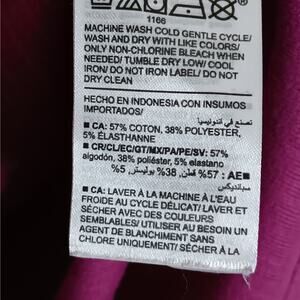 1166
MACHINE WASH COLD GENTLE CYCLE/
WASH AND DRY WITH LIKE COLORS/
ONLY NON-CHLORINE BLEACH WHEN
NEEDED/ TUMBLE DRY LOW/ COOL
IRON/ DO NOT IRON LABEL/ DO NOT
DRY CLEAN
صنع في اندونيسيا
HECHO EN INDONESIA CON INSUMOS
IMPORTADOS/
CA: 57% COTON, 38% POLYESTER,
5% ÉLASTHANNE
CR/CL/EC/GT/MX/PA/PE/SV: 57%
algodón, 38% poliéster, 5% elastano
AE: 57% قطن, 38% بوليستر, 5%
CA: LAVER À LA MACHINE À L'EAU
FROIDE AU CYCLE DÉLICAT/ LAVER ET
SÉCHER AVEC DES COULEURS
SEMBLABLES/ UTILISER AU BESOIN UN
AGENT DE BLANCHIMENT SANS
CHLORE UNIQUEMENT/ SÉCHER À LA